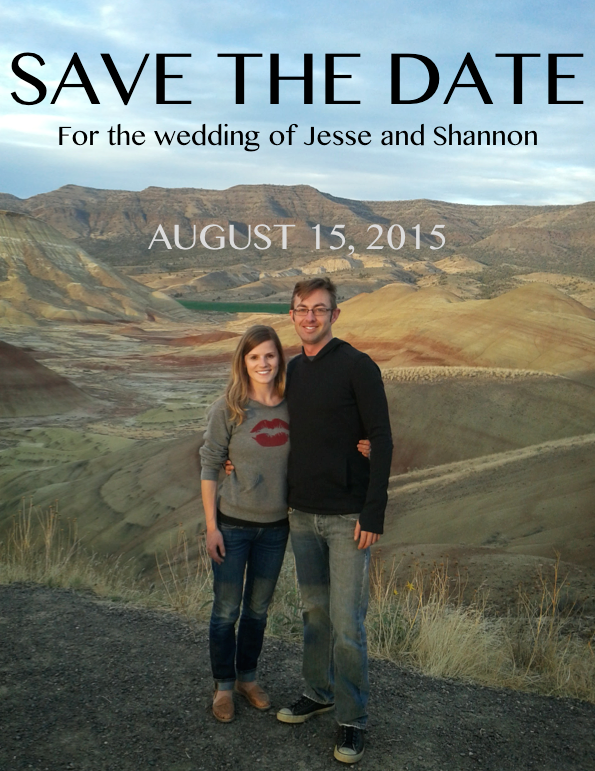 SAVE THE DATE
For the wedding of Jesse and Shannon
AUGUST 15, 2015